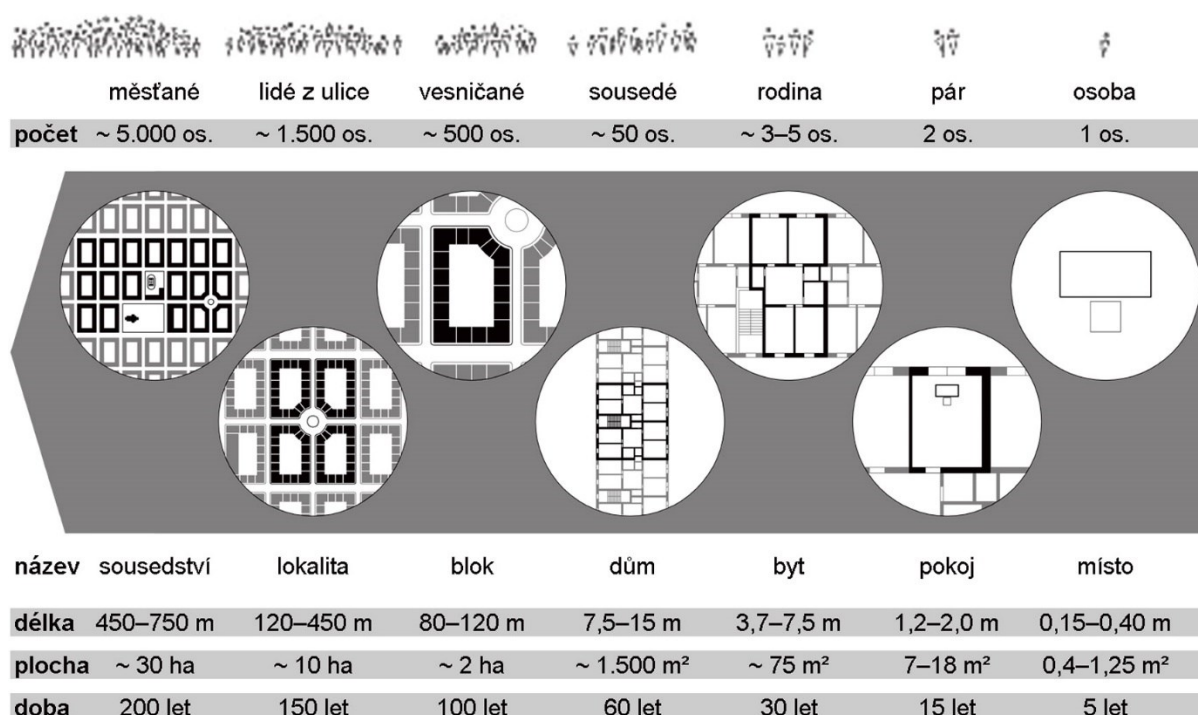 měsťané lidé z ulice vesničané sousedé rodina pár osoba
počet ~ 5.000 os. ~ 1.500 os. ~ 500 os. ~ 50 os. ~ 3–5 os. 2 os. 1 os.
název sousedství lokalita blok dům byt pokoj místo
délka 450–750 m 120–450 m 80–120 m 7,5–15 m 3,7–7,5 m 1,2–2,0 m 0,15–0,40 m
plocha ~ 30 ha ~ 10 ha ~ 2 ha ~ 1.500 m² ~ 75 m² 7–18 m² 0,4–1,25 m²
doba 200 let 150 let 100 let 60 let 30 let 15 let 5 let